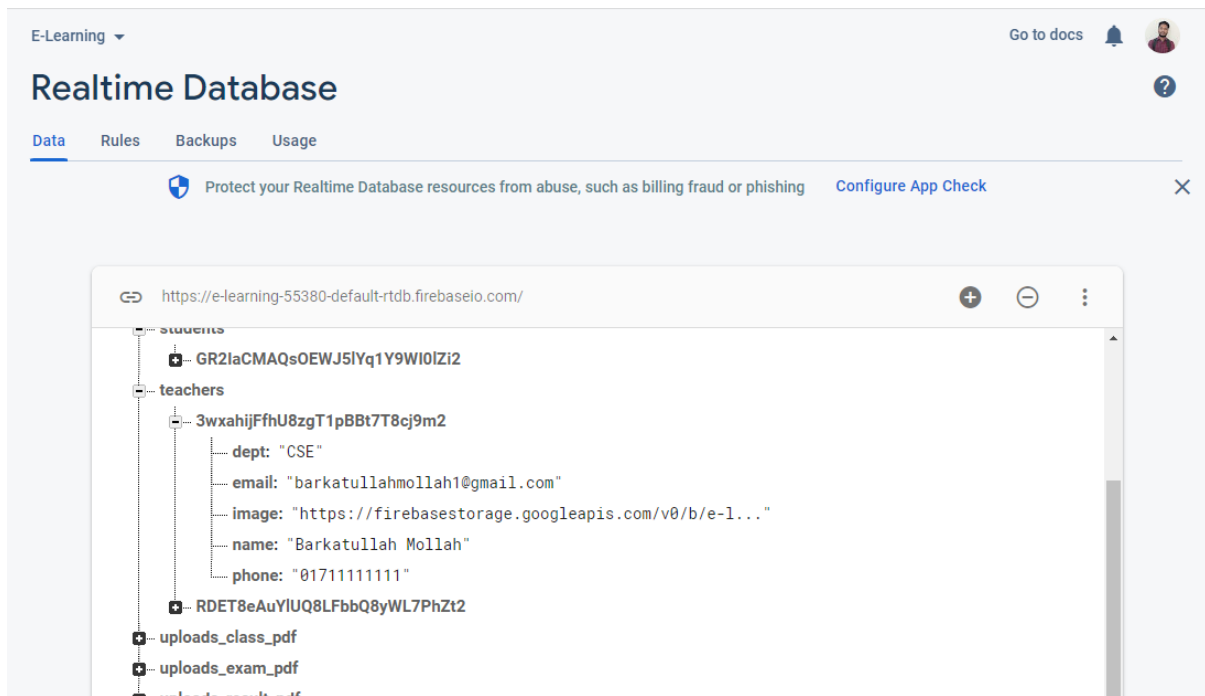 E-Learning
Go to docs
Realtime Database
Data Rules Backups Usage
Protect your Realtime Database resources from abuse, such as billing fraud or phishing Configure App Check
https://e-learning-55380-default-rtdb.firebaseio.com/
students
GR2IaCMAQsOEWJ5lYq1Y9WI0lZi2
teachers
3wxahijFfhU8zgT1pBBt7T8cj9m2
dept: "CSE"
email: "barkatullahmollah1@gmail.com"
image: "https://firebasestorage.googleapis.com/v0/b/e-l..."
name: "Barkatullah Mollah"
phone: "01711111111"
RDET8eAuYlUQ8LFbbQ8yWL7PhZt2
uploads_class_pdf
uploads_exam_pdf
uploads_result_pdf